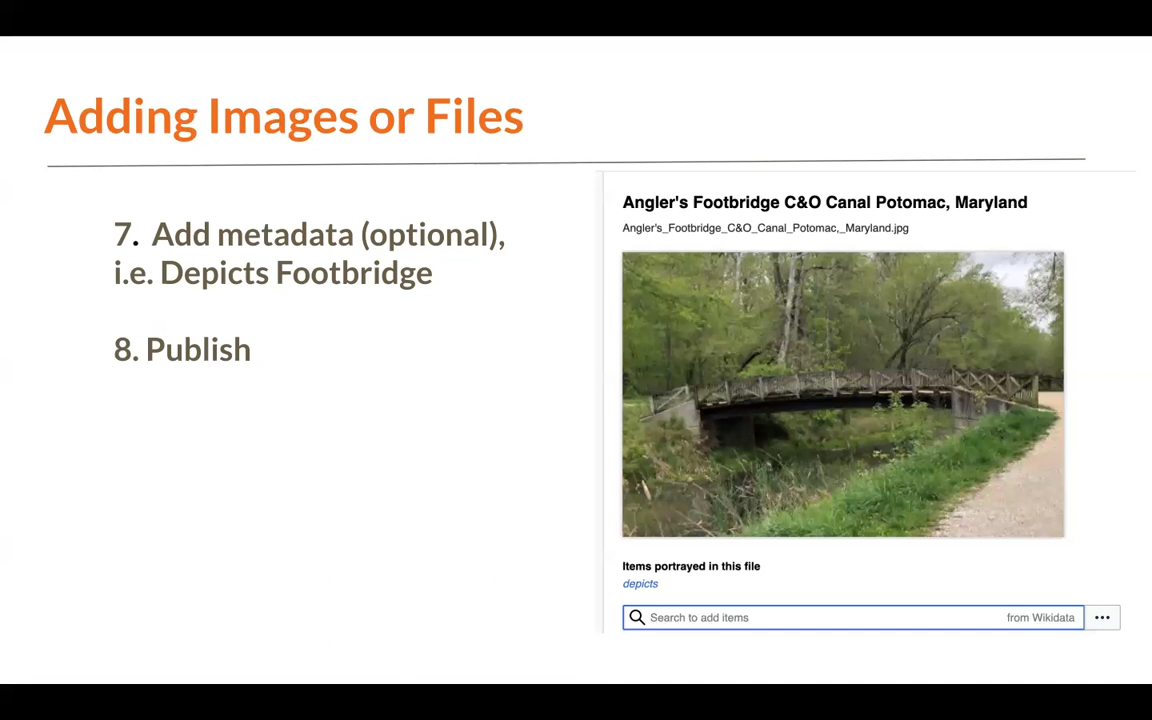 Adding Images or Files
7. Add metadata (optional),
i.e. Depicts Footbridge
8. Publish
Angler's Footbridge C&O Canal Potomac, Maryland
Angler's_Footbridge_C&O_Canal_Potomac,_Maryland.jpg
Items portrayed in this file
depicts
Search to add items from Wikidata